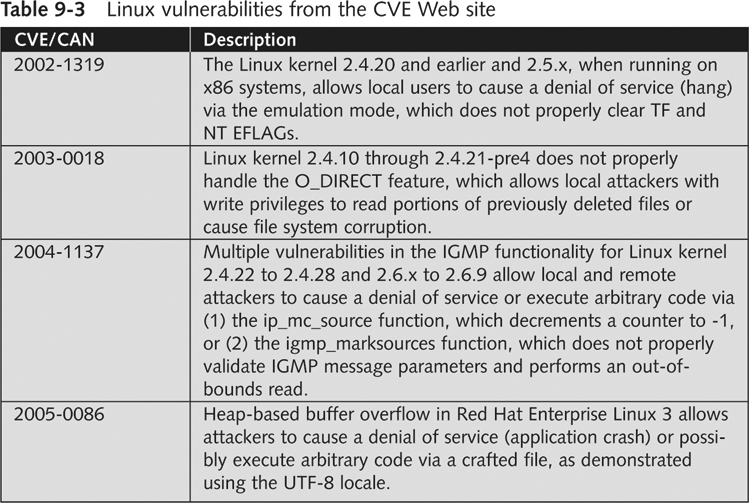 Table 9-3 Linux vulnerabilities from the CVE Web site
CVE/CAN Description
2002-1319 The Linux kernel 2.4.20 and earlier and 2.5.x, when running on
x86 systems, allows local users to cause a denial of service (hang)
via the emulation mode, which does not properly clear TF and
NT EFLAGs.
2003-0018 Linux kernel 2.4.10 through 2.4.21-pre4 does not properly
handle the O_DIRECT feature, which allows local attackers with
write privileges to read portions of previously deleted files or
cause file system corruption.
2004-1137 Multiple vulnerabilities in the IGMP functionality for Linux kernel
2.4.22 to 2.4.28 and 2.6.x to 2.6.9 allow local and remote
attackers to cause a denial of service or execute arbitrary code via
(1) the ip_mc_source function, which decrements a counter to -1,
or (2) the igmp_marksources function, which does not properly
validate IGMP message parameters and performs an out-of-
bounds read.
2005-0086 Heap-based buffer overflow in Red Hat Enterprise Linux 3 allows
attackers to cause a denial of service (application crash) or possi-
bly execute arbitrary code via a crafted file, as demonstrated
using the UTF-8 locale.